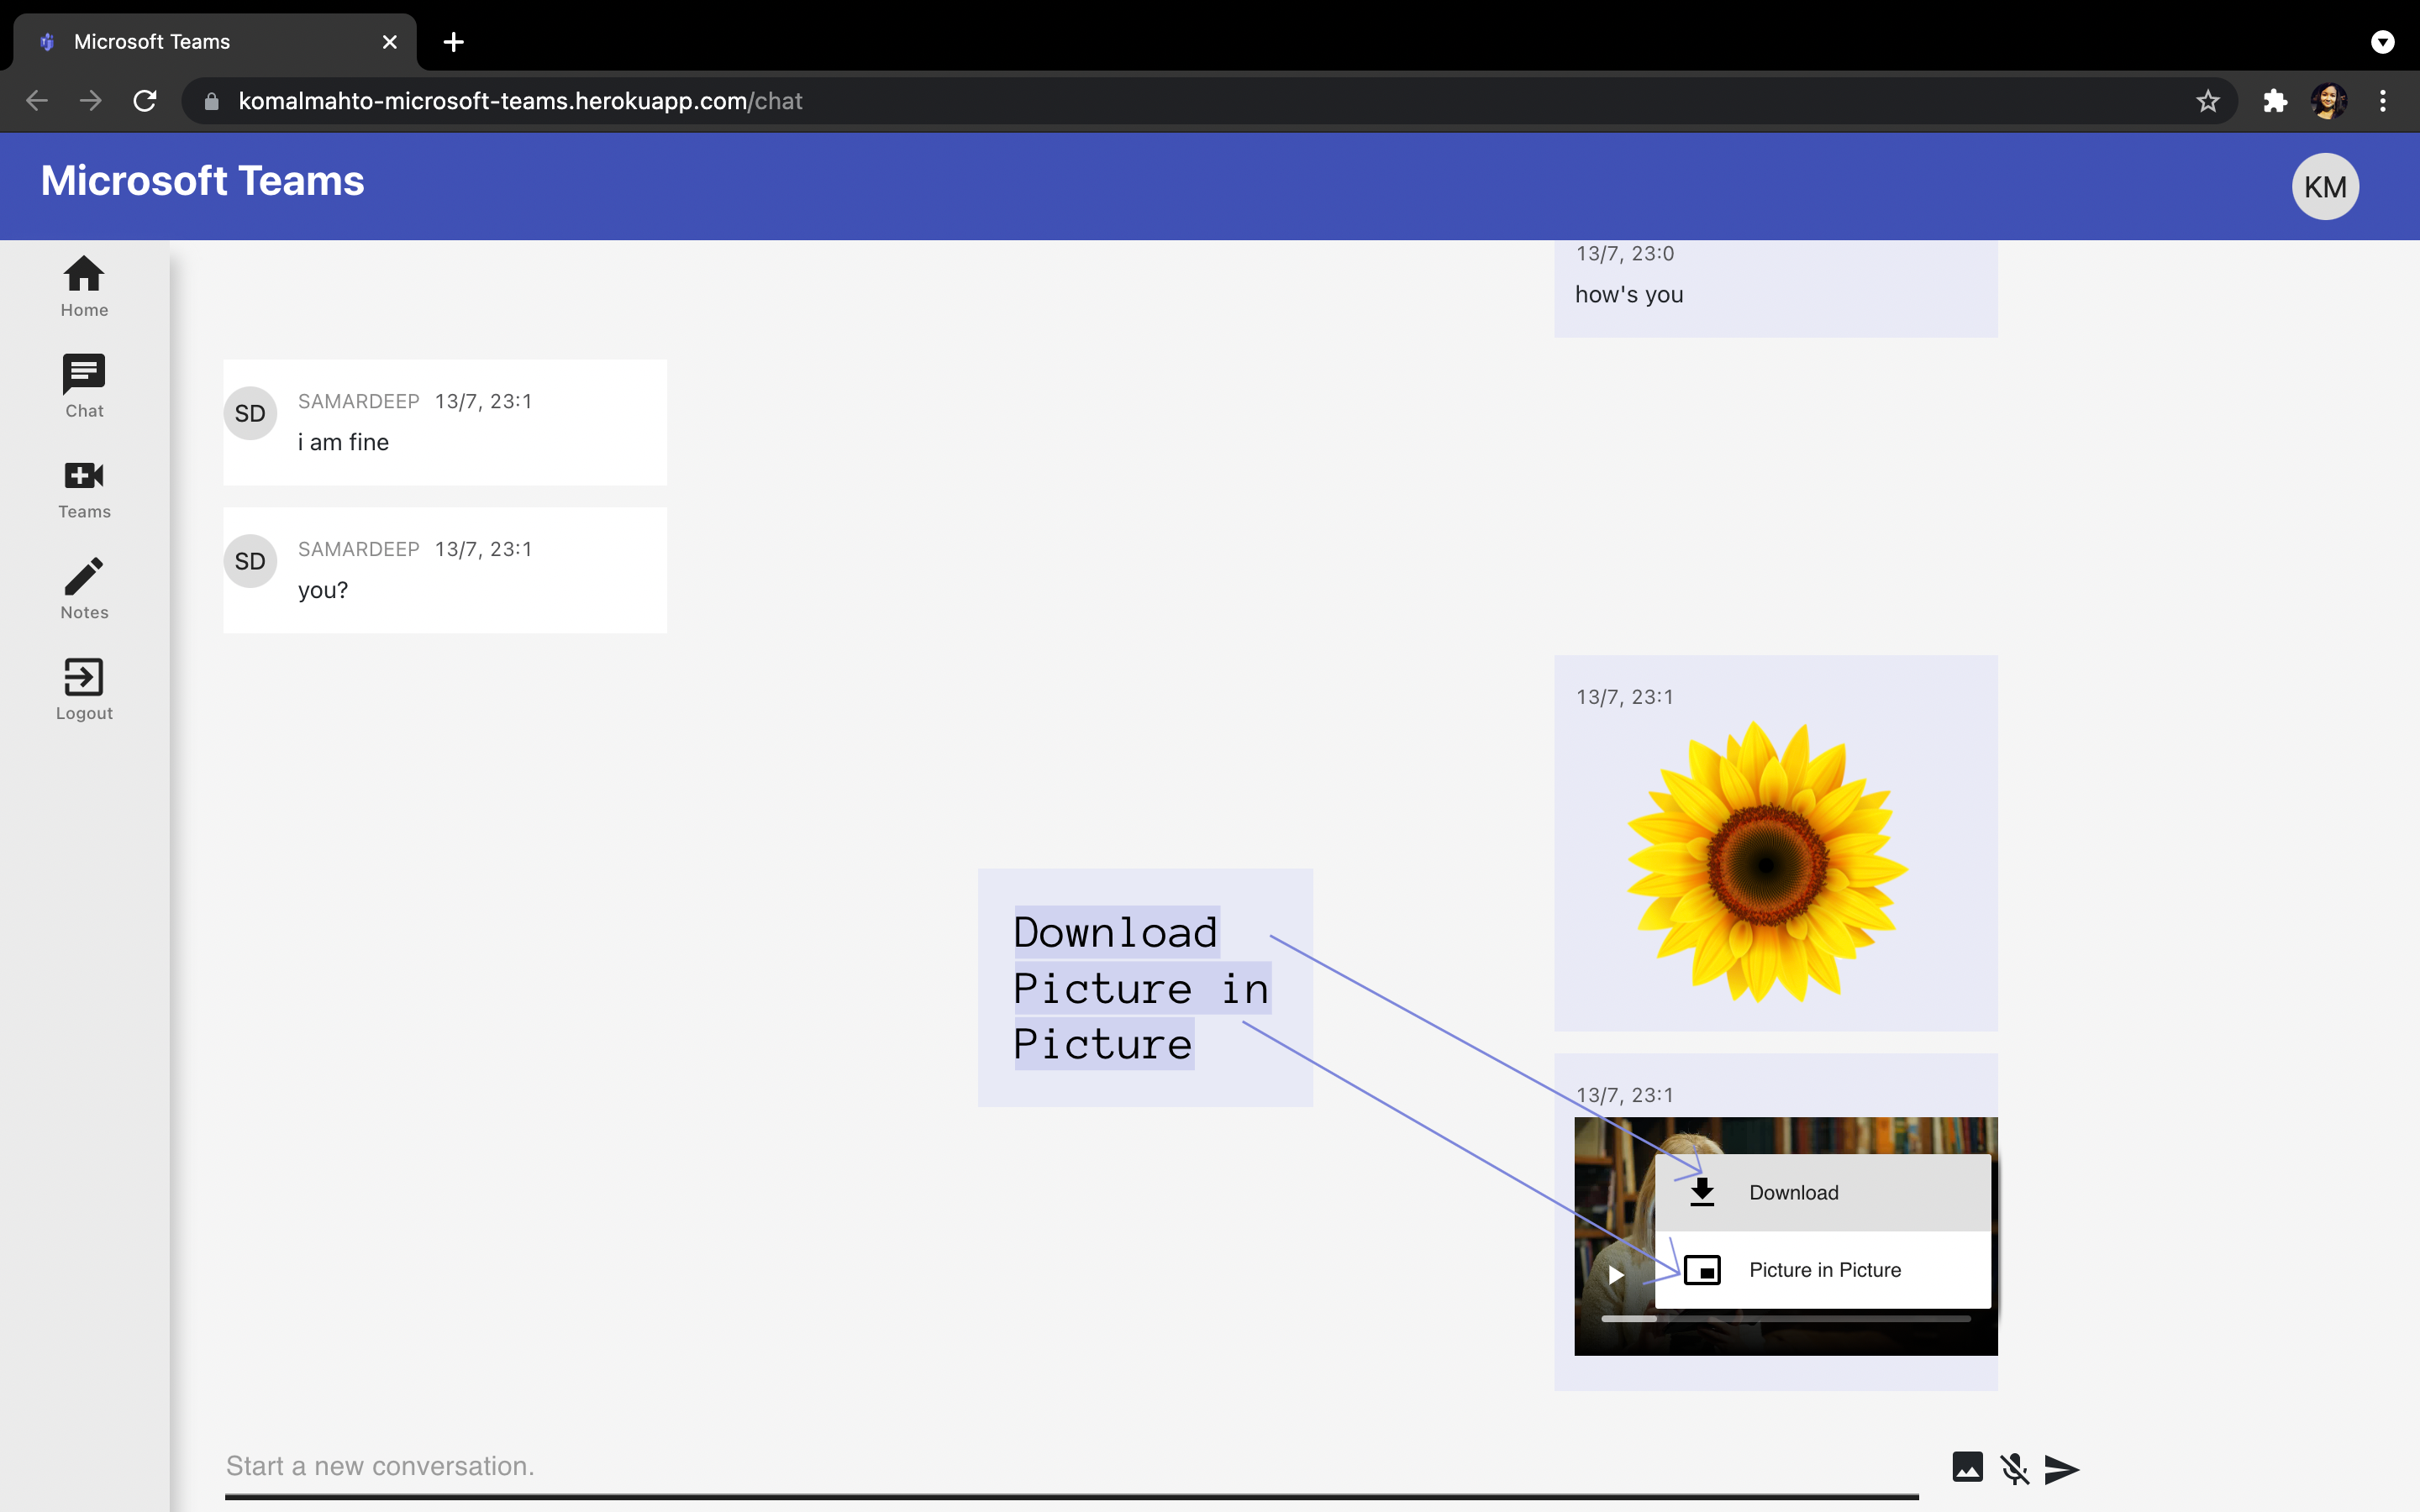 Microsoft Teams
komalmahto-microsoft-teams.herokuapp.com/chat
Microsoft Teams
KM
Home
Chat
Teams
Notes
Logout
13/7, 23:0
how's you
SD
SAMARDEEP 13/7, 23:1
i am fine
SD
SAMARDEEP 13/7, 23:1
you?
13/7, 23:1
Download
Picture in
Picture
13/7, 23:1
Download
Picture in Picture
Start a new conversation.